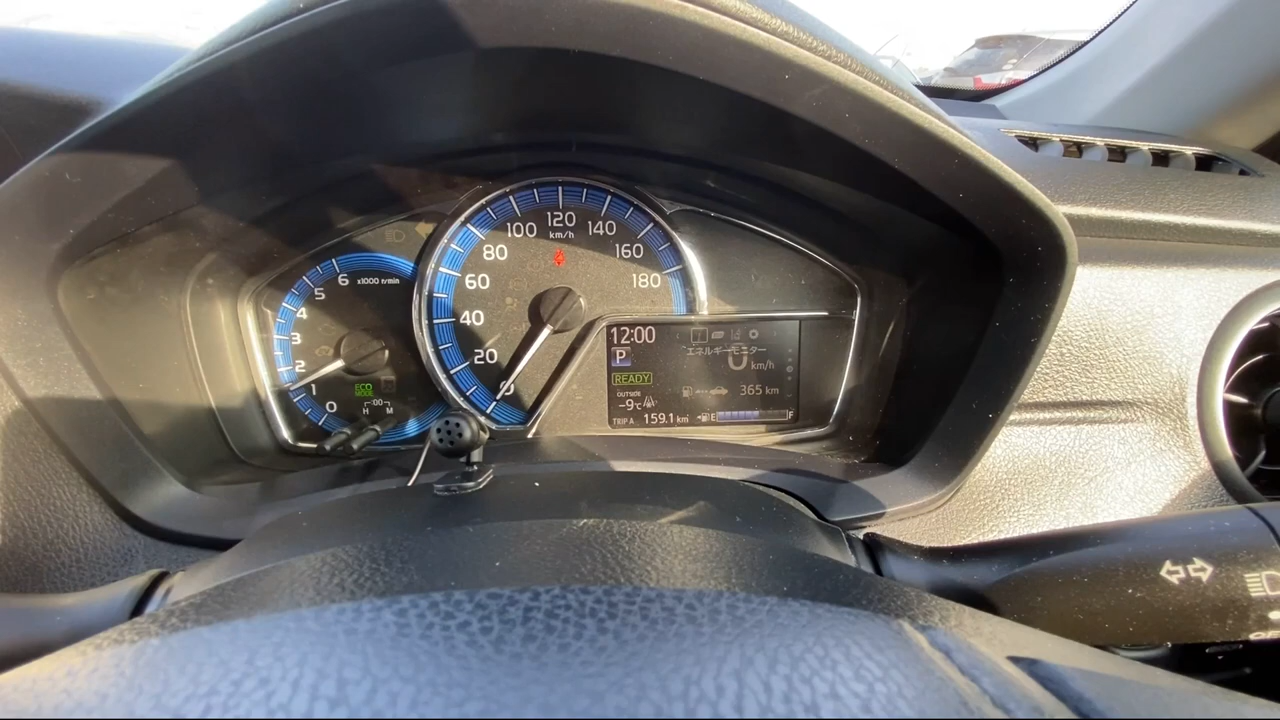 6 x1000 r/min
5
4
3
2
1
0
ECO
MODE
:00
H M
120
km/h
100 140
80 160
60 180
40
20
0
12:00
P
エネルギーモニター
0 km/h
READY
365 km
OUTSIDE
-9℃
TRIP A 159.1 km
E F